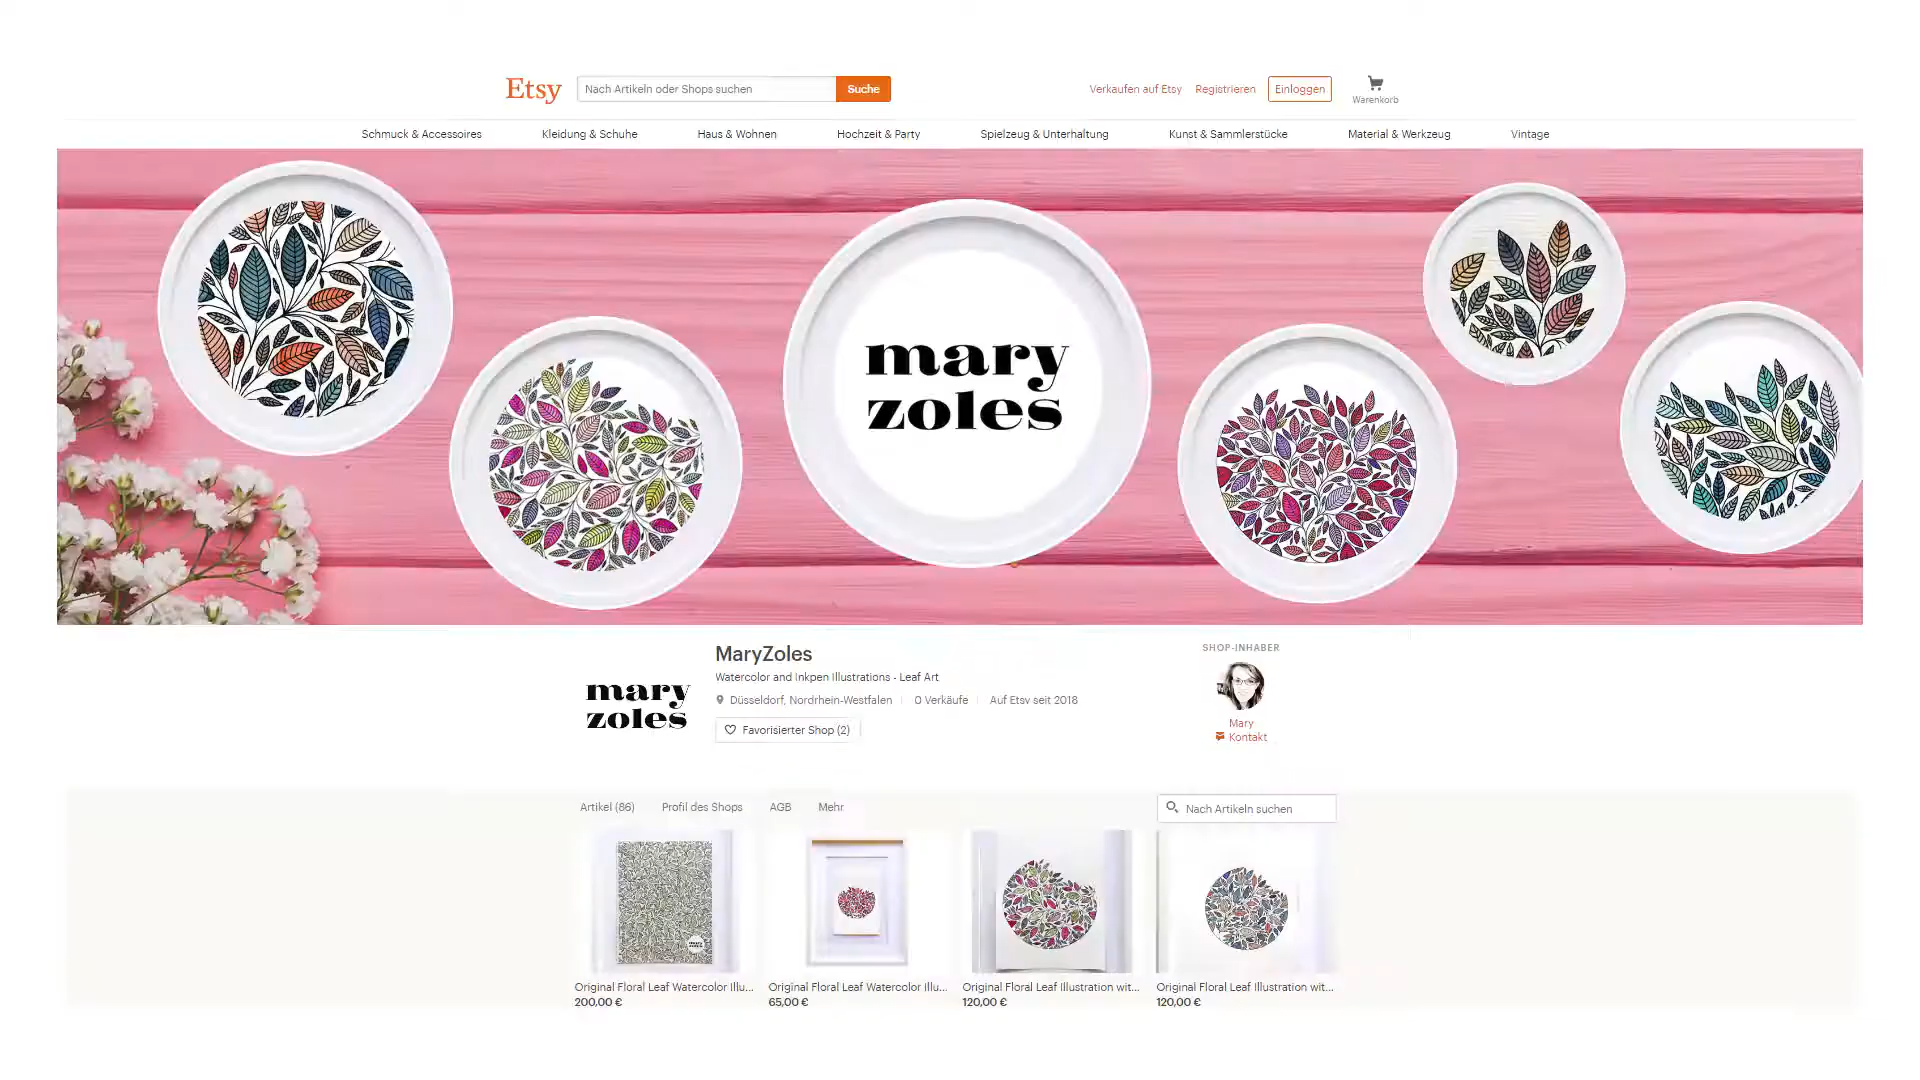 Etsy
Nach Artikeln oder Shops suchen
Suche
Verkaufen auf Etsy
Registrieren
Einloggen
Warenkorb
Schmuck & Accessoires
Kleidung & Schuhe
Haus & Wohnen
Hochzeit & Party
Spielzeug & Unterhaltung
Kunst & Sammlerstücke
Material & Werkzeug
Vintage
mary
zoles
MaryZoles
Watercolor and Inkpen Illustrations - Leaf Art
Düsseldorf, Nordrhein-Westfalen
0 Verkäufe
Auf Etsy seit 2018
Favorisierter Shop (2)
mary
zoles
SHOP-INHABER
Mary
Kontakt
Artikel (86)
Profil des Shops
AGB
Mehr
Nach Artikeln suchen
Original Floral Leaf Watercolor Illu...
200,00 €
Original Floral Leaf Watercolor Illu...
65,00 €
Original Floral Leaf Illustration wit...
120,00 €
Original Floral Leaf Illustration wit...
120,00 €